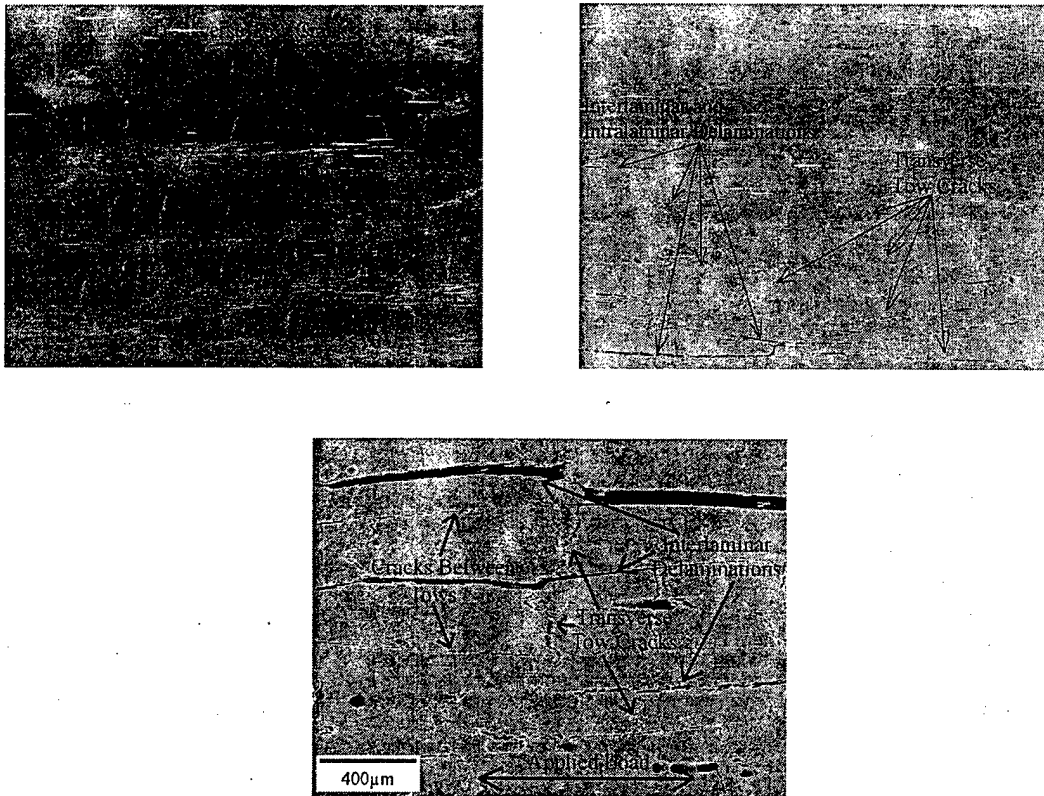 Interlaminar and
Intralaminar Delaminations
Transverse
Tow Cracks
Cracks Between
Tows
Interlaminar
Delaminations
Transverse
Tow Cracks
Applied Load
400µm